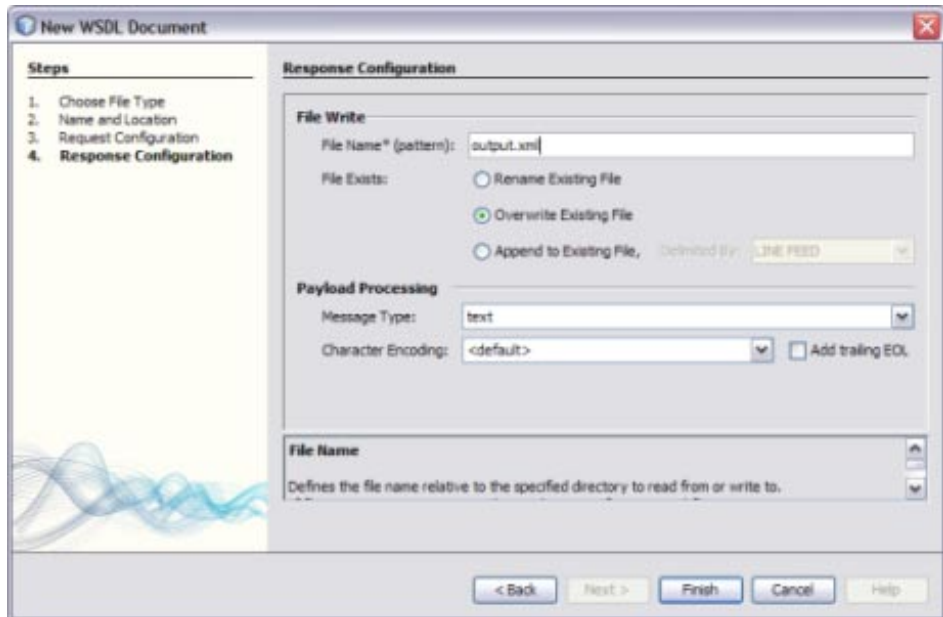 New WSDL Document
Steps
1. Choose File Type
2. Name and Location
3. Request Configuration
4. Response Configuration
Response Configuration
File Write
File Name* (pattern): output.xml
File Exists: Rename Existing File
Overwrite Existing File
Append to Existing File, Delimited By: LINE FEED
Payload Processing
Message Type: text
Character Encoding: <default> Add trailing EOL
File Name
Defines the file name relative to the specified directory to read from or write to.
< Back Next > Finish Cancel Help